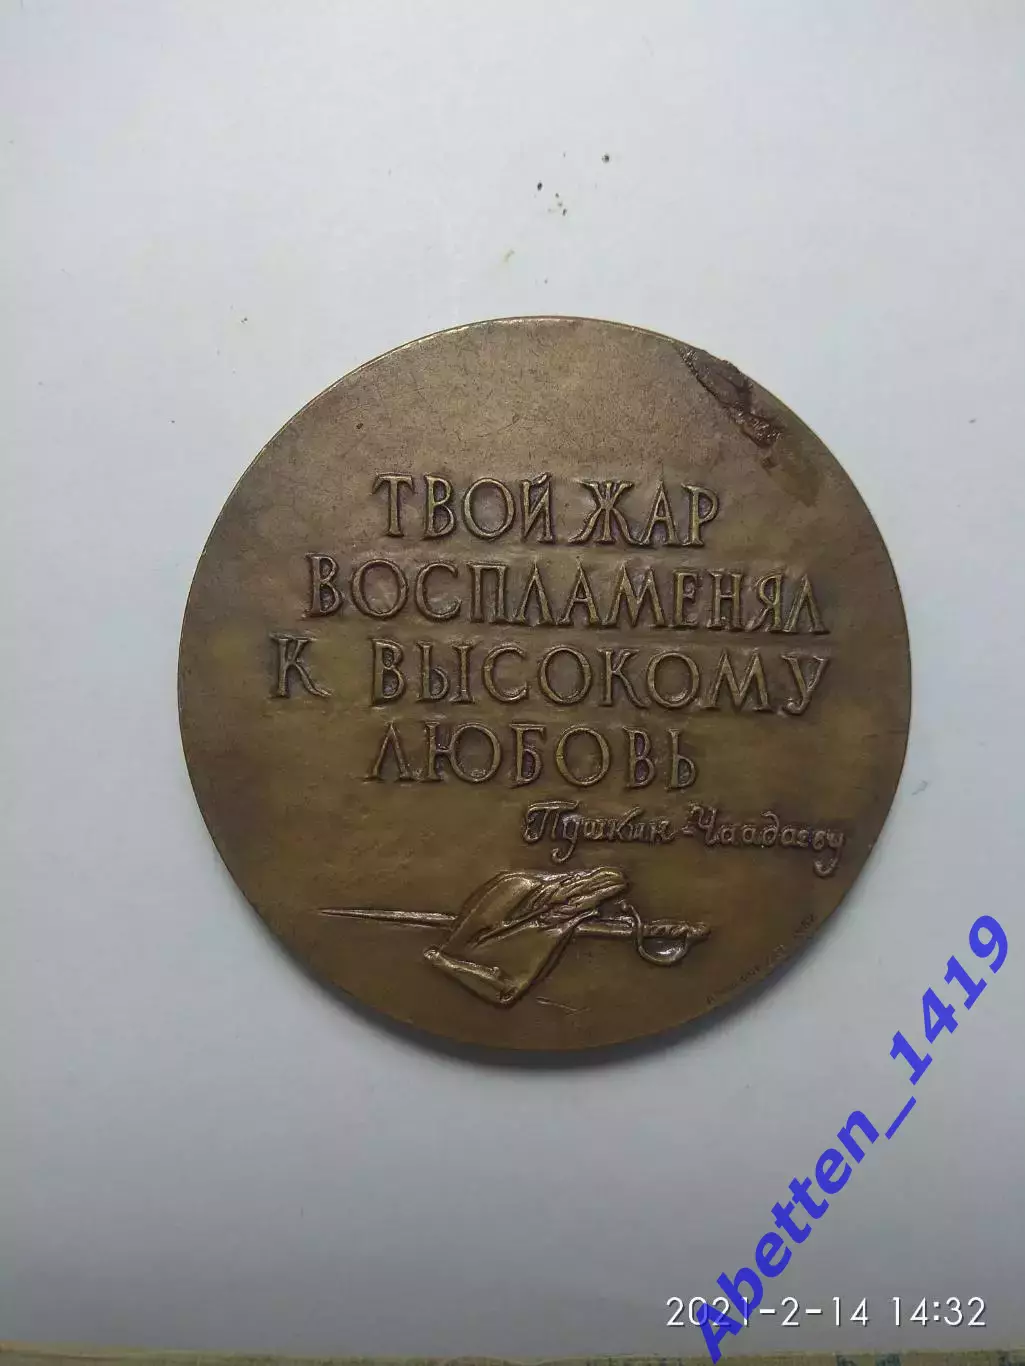 ТВОЙ ЖАР
ВОСПЛАМЕНЯЛ
К ВЫСОКОМУ
ЛЮБОВЬ
Пушкин-Чаадаеву
Abetten_1419
2021-2-14 14:32